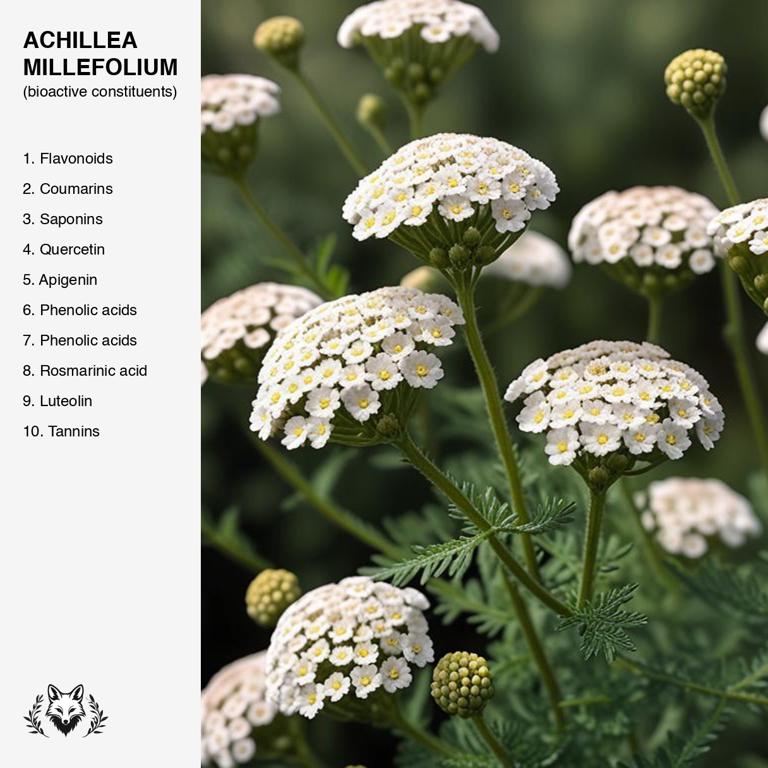 ACHILLEA
MILLEFOLIUM
(bioactive constituents)
1. Flavonoids
2. Coumarins
3. Saponins
4. Quercetin
5. Apigenin
6. Phenolic acids
7. Phenolic acids
8. Rosmarinic acid
9. Luteolin
10. Tannins